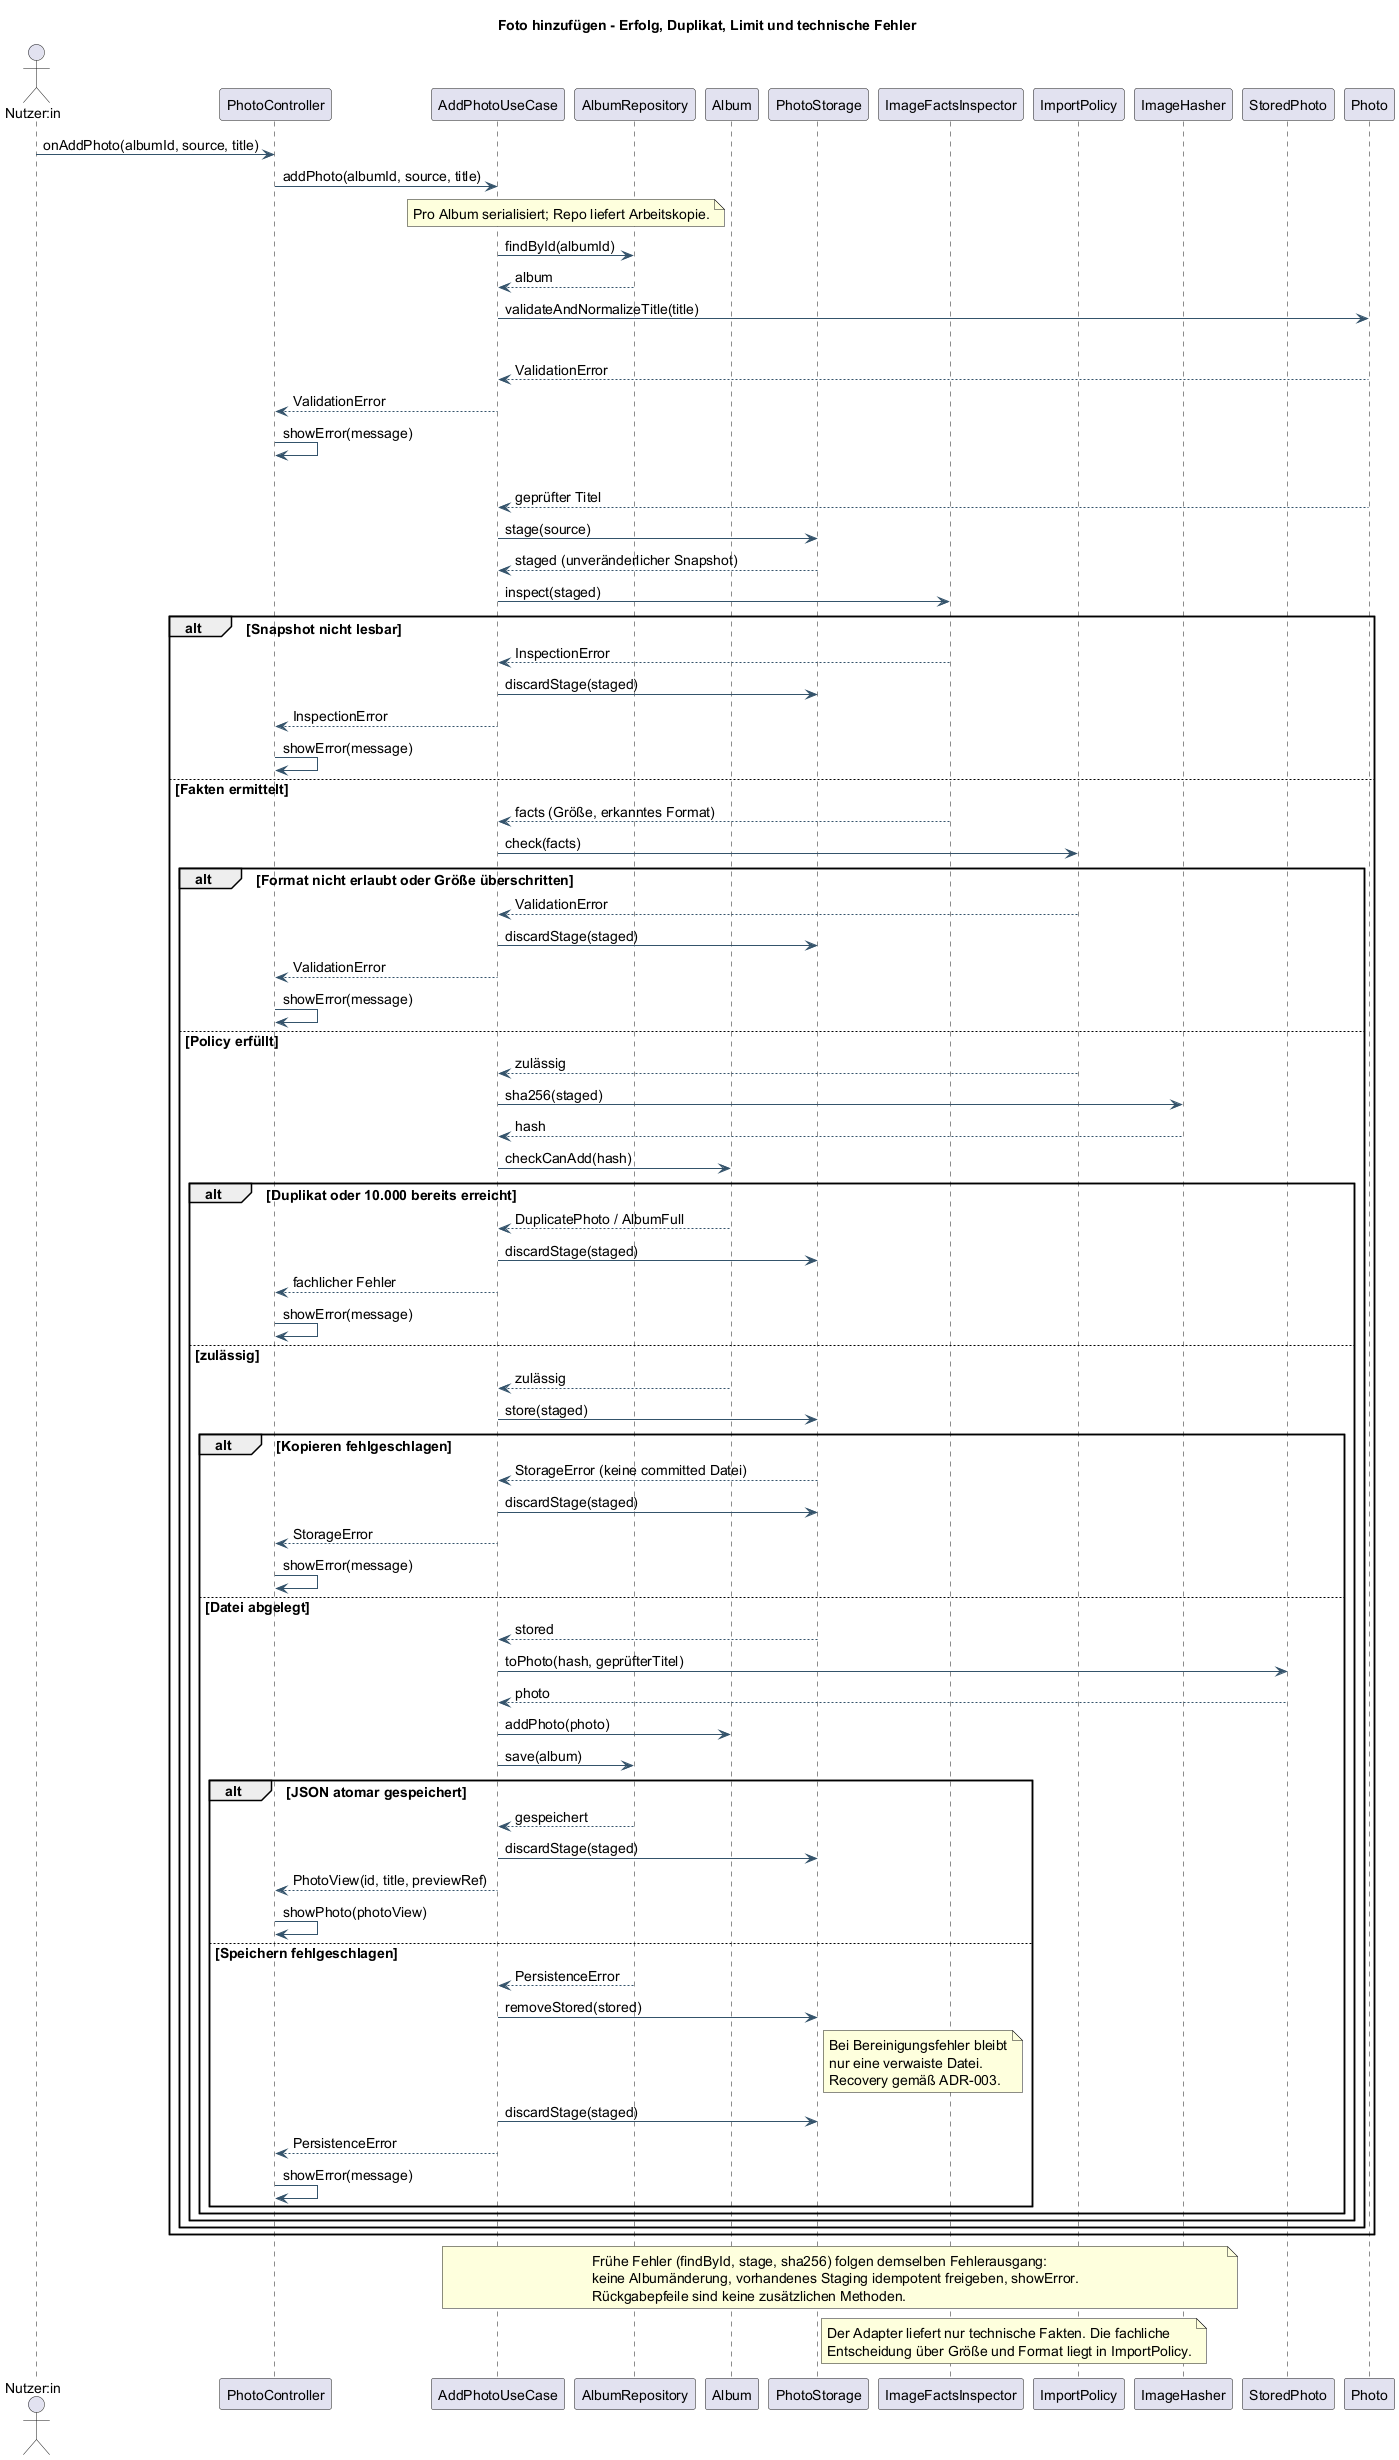 Foto hinzufügen - Erfolg, Duplikat, Limit und technische Fehler
Nutzer:in
PhotoController
AddPhotoUseCase
AlbumRepository
Album
PhotoStorage
ImageFactsInspector
ImportPolicy
ImageHasher
StoredPhoto
Photo
onAddPhoto(albumId, source, title)
addPhoto(albumId, source, title)
Pro Album serialisiert; Repo liefert Arbeitskopie.
findById(albumId)
album
validateAndNormalizeTitle(title)
ValidationError
ValidationError
showError(message)
geprüfter Titel
stage(source)
staged (unveränderlicher Snapshot)
inspect(staged)
alt [Snapshot nicht lesbar]
InspectionError
discardStage(staged)
InspectionError
showError(message)
[Fakten ermittelt]
facts (Größe, erkanntes Format)
check(facts)
alt [Format nicht erlaubt oder Größe überschritten]
ValidationError
discardStage(staged)
ValidationError
showError(message)
[Policy erfüllt]
zulässig
sha256(staged)
hash
checkCanAdd(hash)
alt [Duplikat oder 10.000 bereits erreicht]
DuplicatePhoto / AlbumFull
discardStage(staged)
fachlicher Fehler
showError(message)
[zulässig]
zulässig
store(staged)
alt [Kopieren fehlgeschlagen]
StorageError (keine committed Datei)
discardStage(staged)
StorageError
showError(message)
[Datei abgelegt]
stored
toPhoto(hash, geprüfterTitel)
photo
addPhoto(photo)
save(album)
alt [JSON atomar gespeichert]
gespeichert
discardStage(staged)
PhotoView(id, title, previewRef)
showPhoto(photoView)
[Speichern fehlgeschlagen]
PersistenceError
removeStored(stored)
Bei Bereinigungsfehler bleibt
nur eine verwaiste Datei.
Recovery gemäß ADR-003.
discardStage(staged)
PersistenceError
showError(message)
Frühe Fehler (findById, stage, sha256) folgen demselben Fehlerausgang:
keine Albumänderung, vorhandenes Staging idempotent freigeben, showError.
Rückgabepfeile sind keine zusätzlichen Methoden.
Der Adapter liefert nur technische Fakten. Die fachliche
Entscheidung über Größe und Format liegt in ImportPolicy.
Nutzer:in
PhotoController
AddPhotoUseCase
AlbumRepository
Album
PhotoStorage
ImageFactsInspector
ImportPolicy
ImageHasher
StoredPhoto
Photo